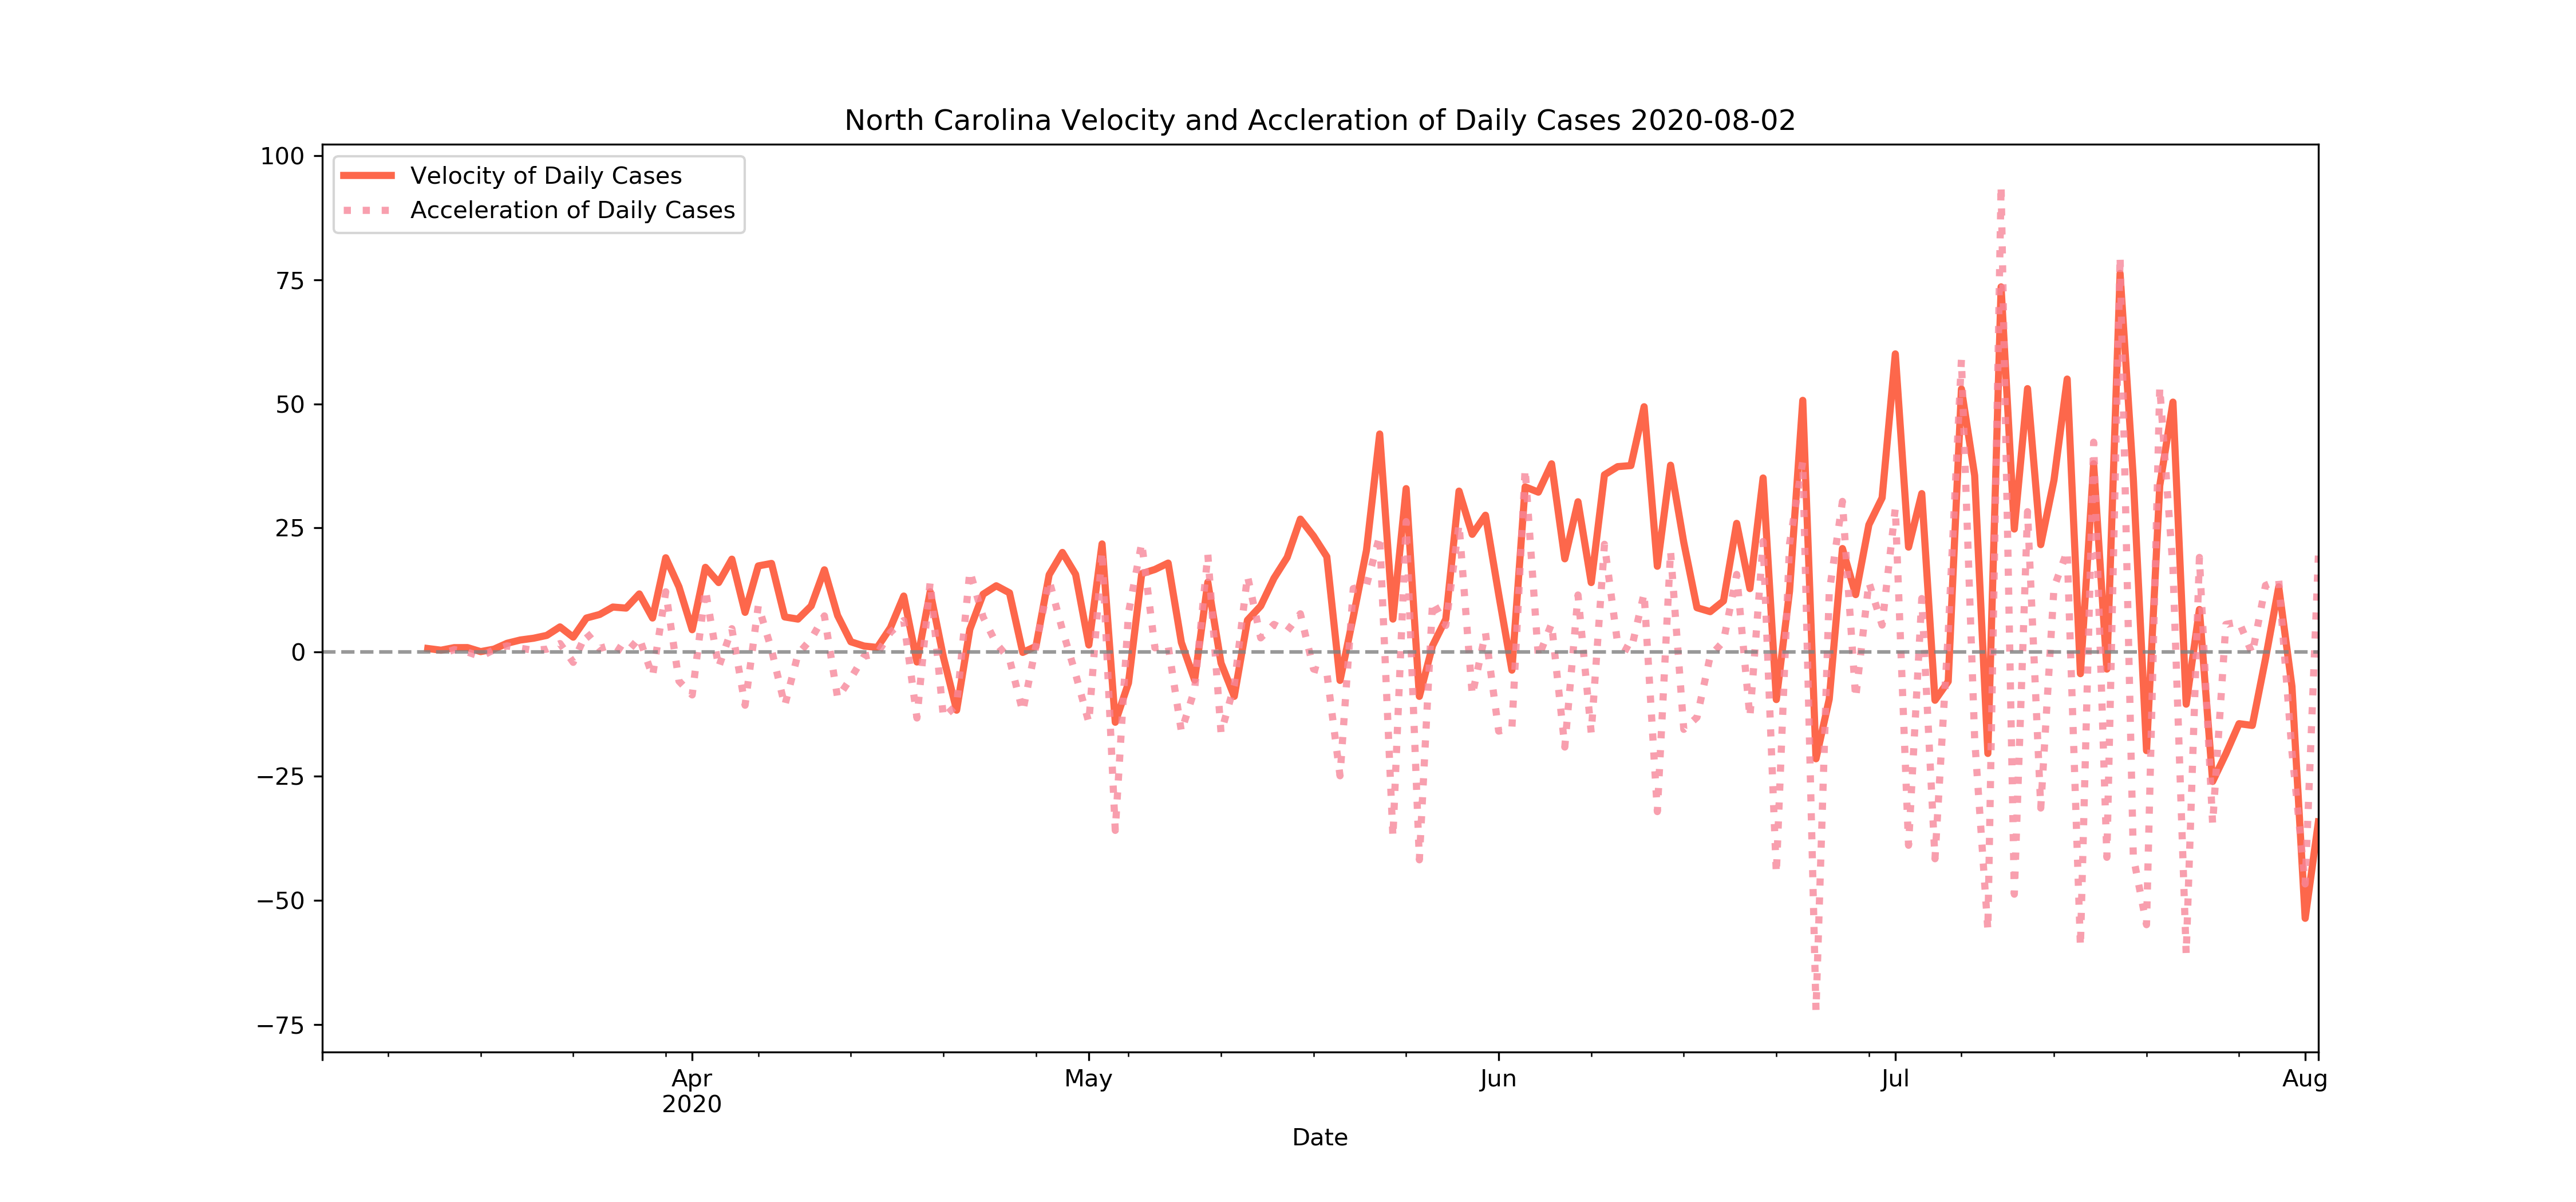 North Carolina Velocity and Accleration of Daily Cases 2020-08-02
100
75
50
25
0
−25
−50
−75
Velocity of Daily Cases
Acceleration of Daily Cases
Apr
2020
May
Jun
Jul
Aug
Date